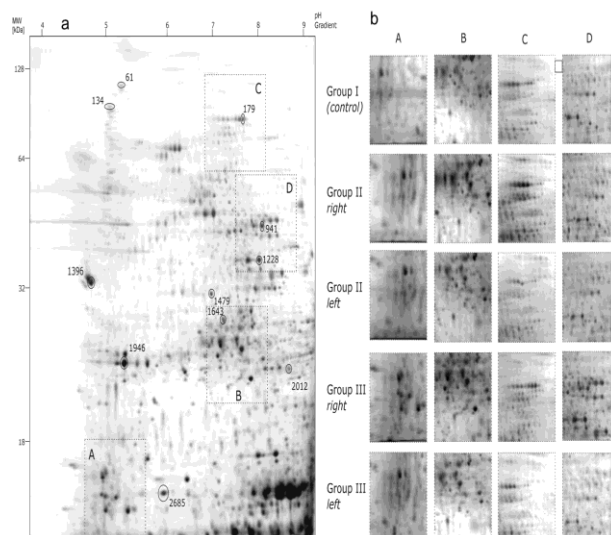 MW
[kDa]
4 5 6 7 8 9
pH
Gradient:
a
128
61
134
179
C
64
D
941
1228
1396
32
1479
1643
1946
2012
B
18
A
2685
b
A B C D
Group I
(control)
Group II
right
Group II
left
Group III
right
Group III
left